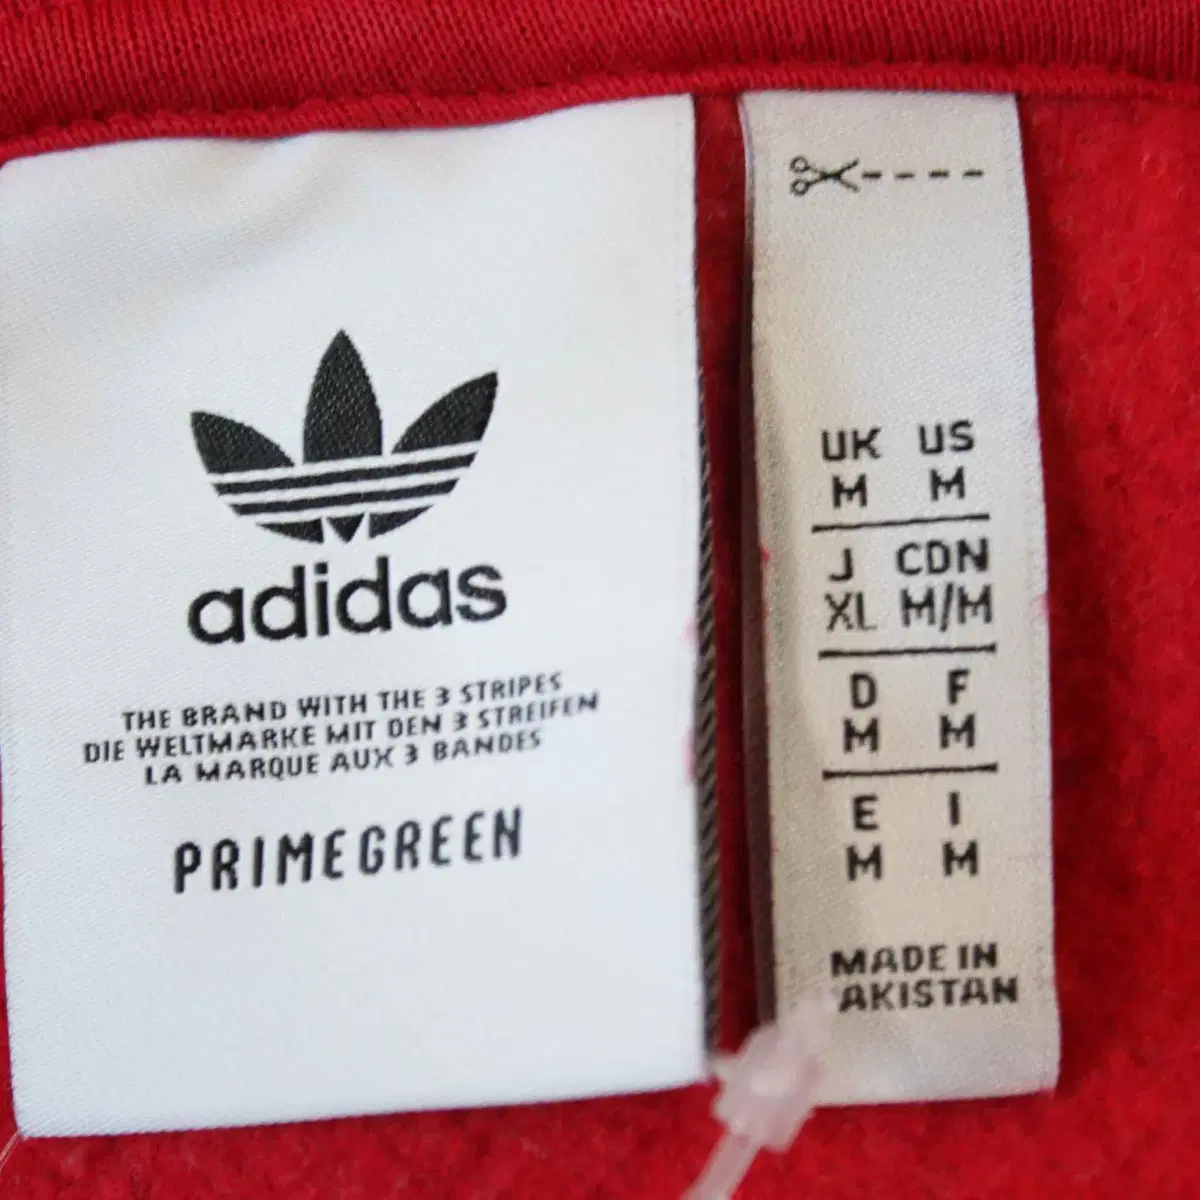 adidas
THE BRAND WITH THE 3 STRIPES
DIE WELTMARKE MIT DEN 3 STREIFEN
LA MARQUE AUX 3 BANDES
PRIMEGREEN
UK US
M M
J CDN
XL M/M
D F
M M
E I
M M
MADE IN
AKISTAN